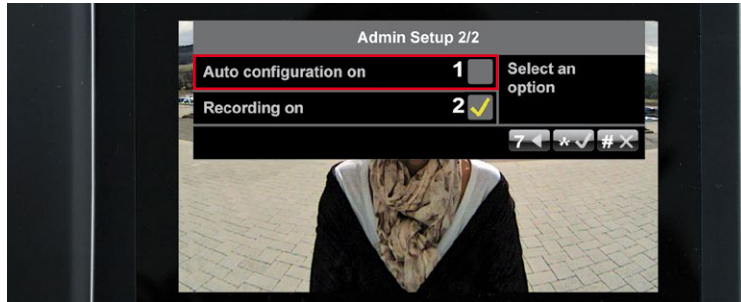 Admin Setup 2/2
Auto configuration on 1
Select an
option
Recording on 2
7 * #